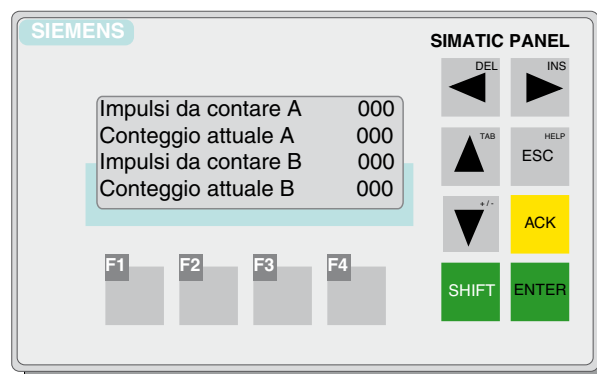 SIEMENS
SIMATIC PANEL
DEL
INS
Impulsi da contare A 000
Conteggio attuale A 000
Impulsi da contare B 000
Conteggio attuale B 000
TAB
HELP
ESC
+ / -
ACK
F1 F2 F3 F4
SHIFT ENTER